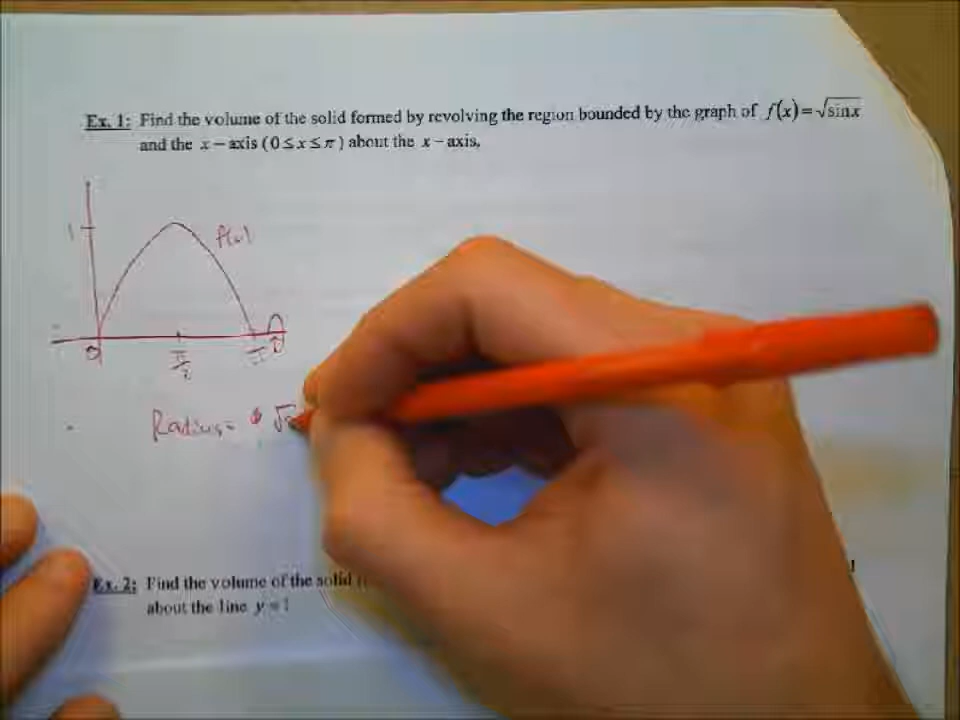 Ex. 1: Find the volume of the solid formed by revolving the region bounded by the graph of f(x)=√sinx
and the x – axis (0≤x≤π) about the x – axis.
1
f(x)
0
π/2
π
Radius= √
Ex. 2: Find the volume of the solid
about the line y = 1